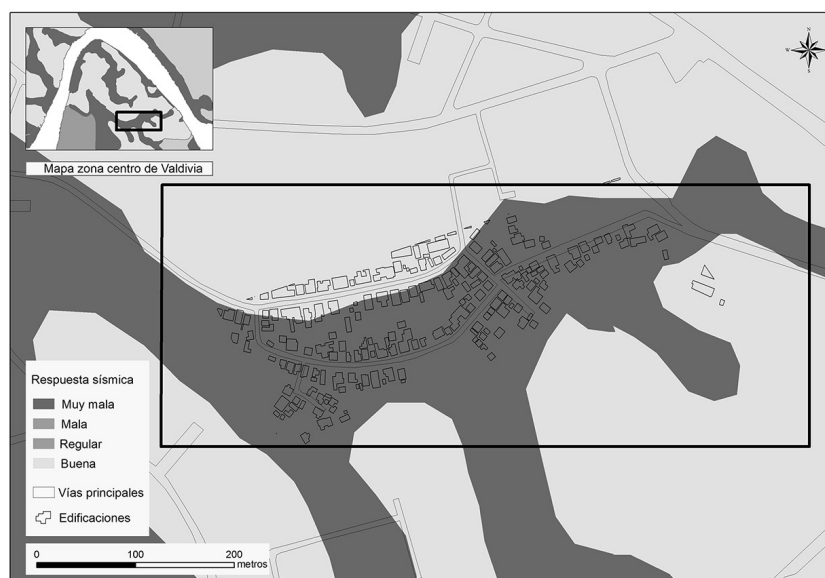 N
W
E
S
Mapa zona centro de Valdivia
Respuesta sísmica
Muy mala
Mala
Regular
Buena
Vías principales
Edificaciones
0 100 200
metros